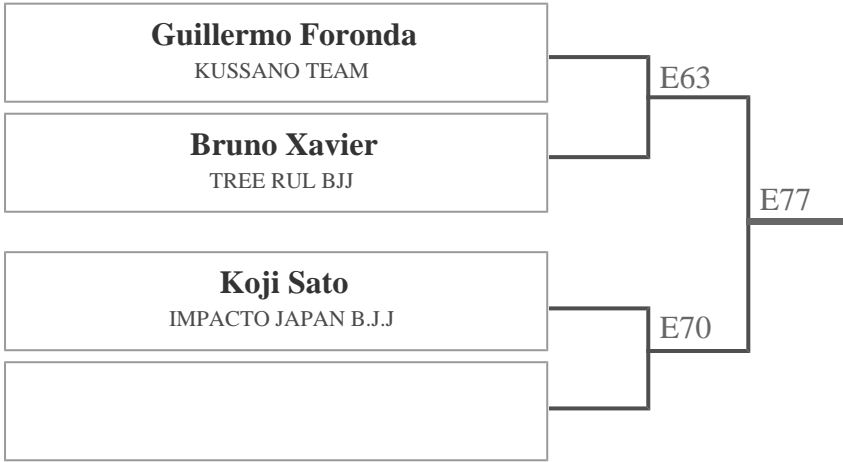 Guillermo Foronda
KUSSANO TEAM
E63
Bruno Xavier
TREE RUL BJJ
E77
Koji Sato
IMPACTO JAPAN B.J.J
E70